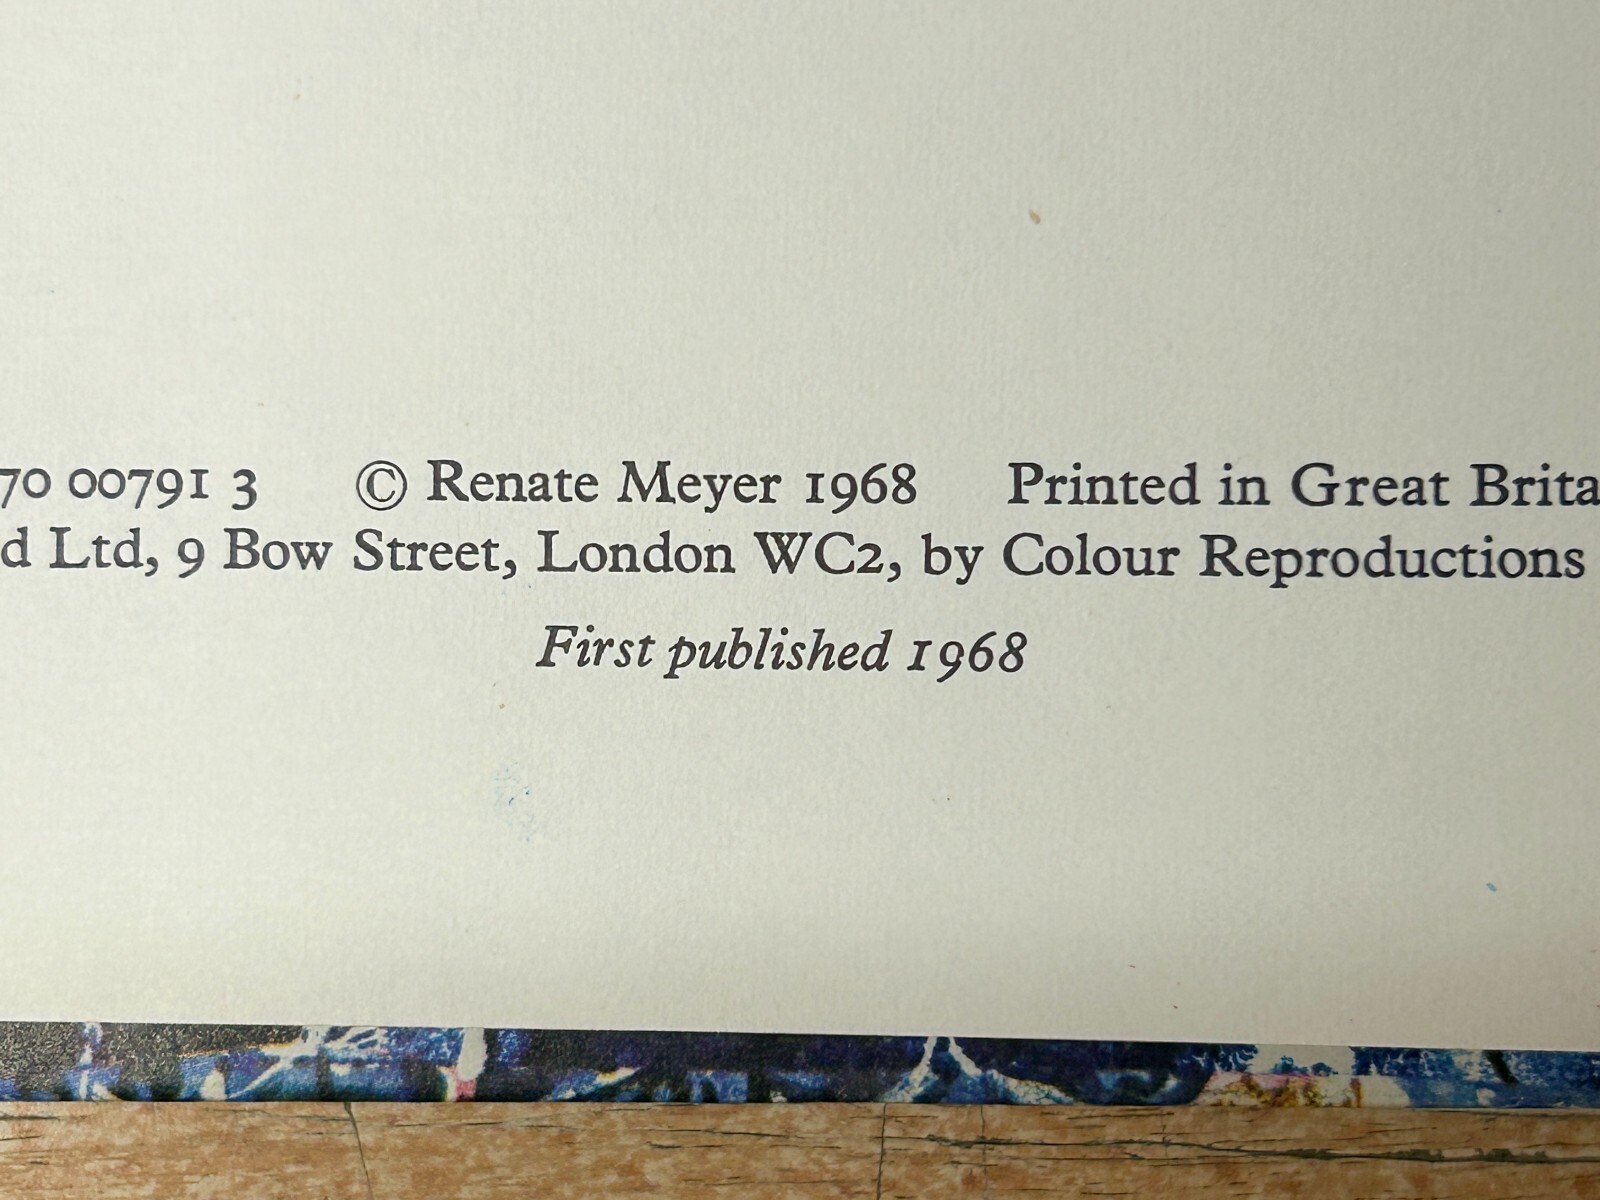 70 00791 3 © Renate Meyer 1968 Printed in Great Brita
d Ltd, 9 Bow Street, London WC2, by Colour Reproductions
First published 1968